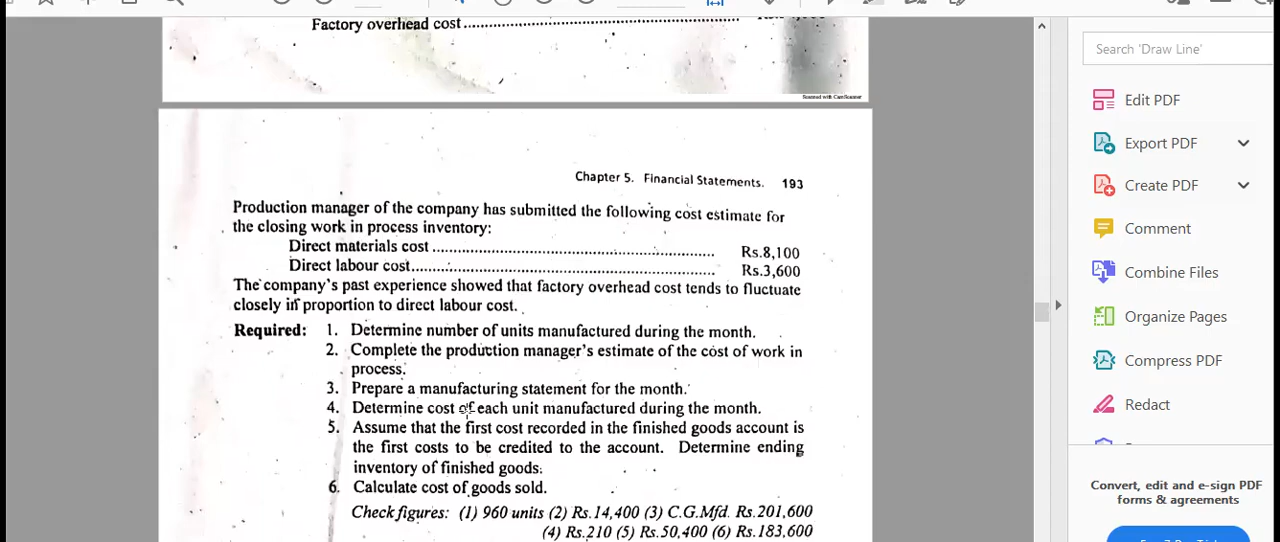 Factory overhead cost
Scanned with CamScanner
Chapter 5. Financial Statements. 193
Production manager of the company has submitted the following cost estimate for
the closing work in process inventory:
Direct materials cost ........ Rs.8,100
Direct labour cost........ Rs.3,600
The company's past experience showed that factory overhead cost tends to fluctuate
closely in proportion to direct labour cost.
Required: 1. Determine number of units manufactured during the month.
2. Complete the production manager's estimate of the cost of work in
process.
3. Prepare a manufacturing statement for the month.
4. Determine cost of each unit manufactured during the month.
5. Assume that the first cost recorded in the finished goods account is
the first costs to be credited to the account. Determine ending
inventory of finished goods.
6. Calculate cost of goods sold.
Check figures: (1) 960 units (2) Rs.14,400 (3) C.G.Mfd. Rs.201,600
(4) Rs.210 (5) Rs.50,400 (6) Rs.183,600
Search 'Draw Line'
Edit PDF
Export PDF
Create PDF
Comment
Combine Files
Organize Pages
Compress PDF
Redact
Convert, edit and e-sign PDF
forms & agreements